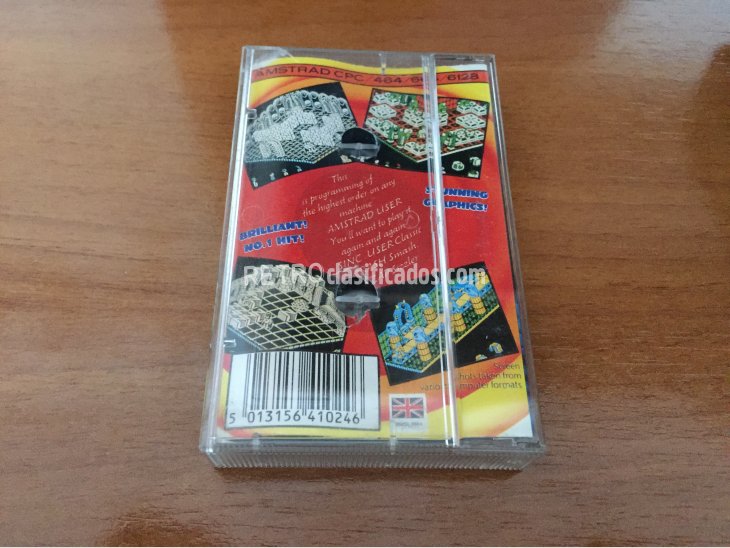 AMSTRAD CPC / 464 / 664 / 6128
This
is programming of
the highest order on any
machine
AMSTRAD USER
You'll want to play it
again and again
USER Classic
Smash
STUNNING
GRAPHICS!
BRILLIANT!
NO.1 HIT!
RETROclasificados.com
Screen
shots taken from
various computer formats
5 013156 410246